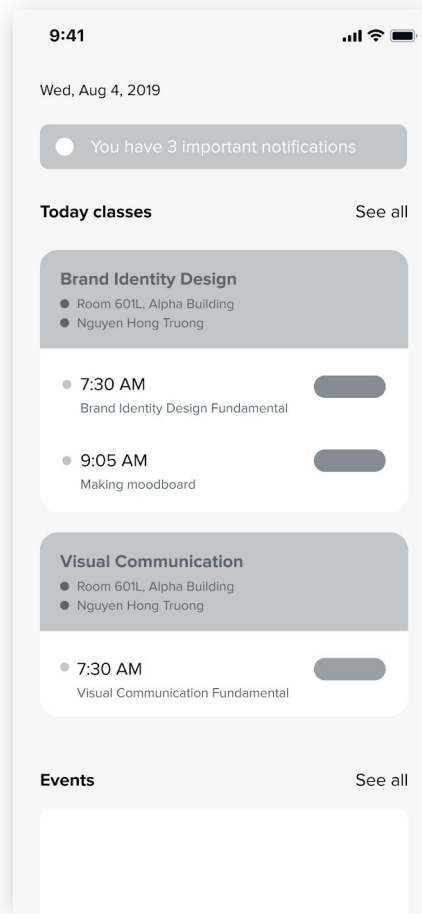 9:41
Wed, Aug 4, 2019
You have 3 important notifications
Today classes See all
Brand Identity Design
Room 601L, Alpha Building
Nguyen Hong Truong
7:30 AM
Brand Identity Design Fundamental
9:05 AM
Making moodboard
Visual Communication
Room 601L, Alpha Building
Nguyen Hong Truong
7:30 AM
Visual Communication Fundamental
Events See all